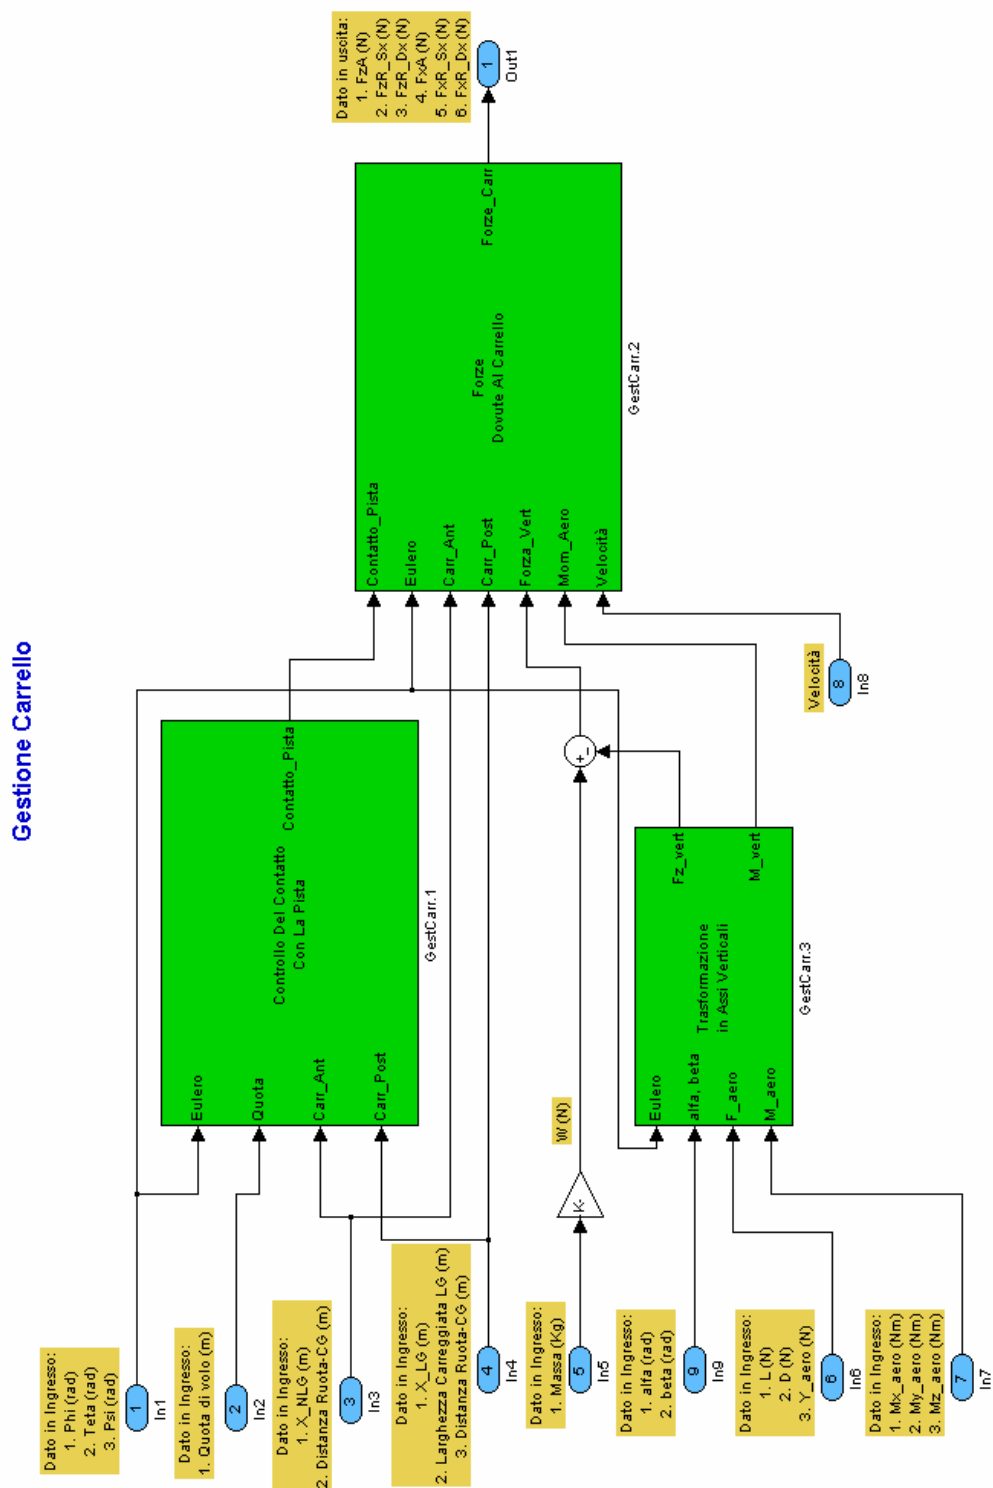 Gestione Carrello
Dato in Ingresso:
1. Phi (rad)
2. Teta (rad)
3. Psi (rad)
1
In1
Dato in Ingresso:
1. Quota di volo (m)
2
In2
Dato in Ingresso:
1. X_NLG (m)
2. Distanza Ruota-CG (m)
3
In3
Dato in Ingresso:
1. X_LG (m)
2. Larghezza Carreggiata LG (m)
3. Distanza Ruota-CG (m)
4
In4
Dato in Ingresso:
1. Massa (Kg)
5
In5
Dato in Ingresso:
1. alfa (rad)
2. beta (rad)
9
In9
Dato in Ingresso:
1. L (N)
2. D (N)
3. Y_aero (N)
6
In6
Dato in Ingresso:
1. Mx_aero (Nm)
2. My_aero (Nm)
3. Mz_aero (Nm)
7
In7
Eulero
Quota
Carr_Ant
Carr_Post
Controllo Del Contatto
Con La Pista
Contatto_Pista
GestCarr.1
K-
W (N)
Eulero
alfa, beta
F_aero
M_aero
Trasformazione
in Assi Verticali
Fz_vert
M_vert
GestCarr.3
+
-
Velocità
8
In8
Contatto_Pista
Eulero
Carr_Ant
Carr_Post
Forza_Vert
Mom_Aero
Velocità
Forze
Dovute Al Carrello
Forze_Carr
GestCarr.2
Dato in uscita:
1. FzA (N)
2. FzR_Sx (N)
3. FzR_Dx (N)
4. FxA (N)
5. FxR_Sx (N)
6. FxR_Dx (N)
1
Out1